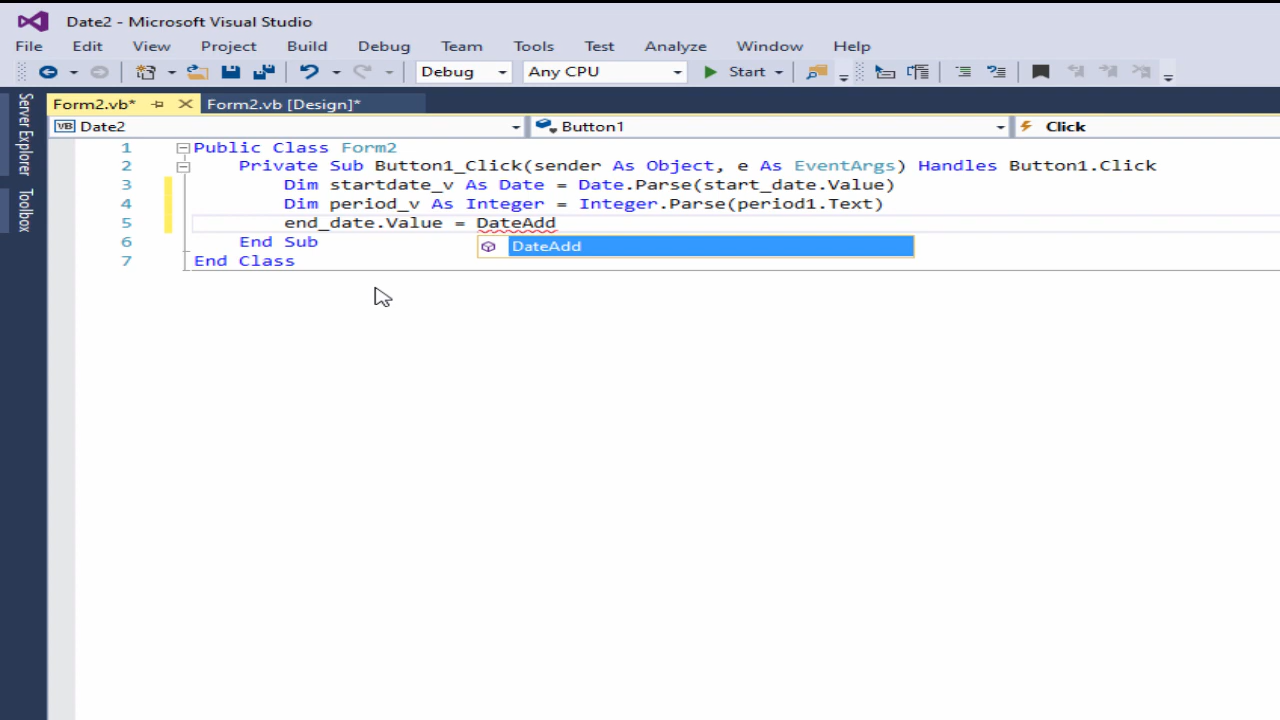 Date2 - Microsoft Visual Studio
File Edit View Project Build Debug Team Tools Test Analyze Window Help
Debug Any CPU Start
Form2.vb* Form2.vb [Design]*
VB Date2 Button1 Click
Server Explorer
Toolbox
1 Public Class Form2
2 Private Sub Button1_Click(sender As Object, e As EventArgs) Handles Button1.Click
3 Dim startdate_v As Date = Date.Parse(start_date.Value)
4 Dim period_v As Integer = Integer.Parse(period1.Text)
5 end_date.Value = DateAdd
6 End Sub
DateAdd
7 End Class